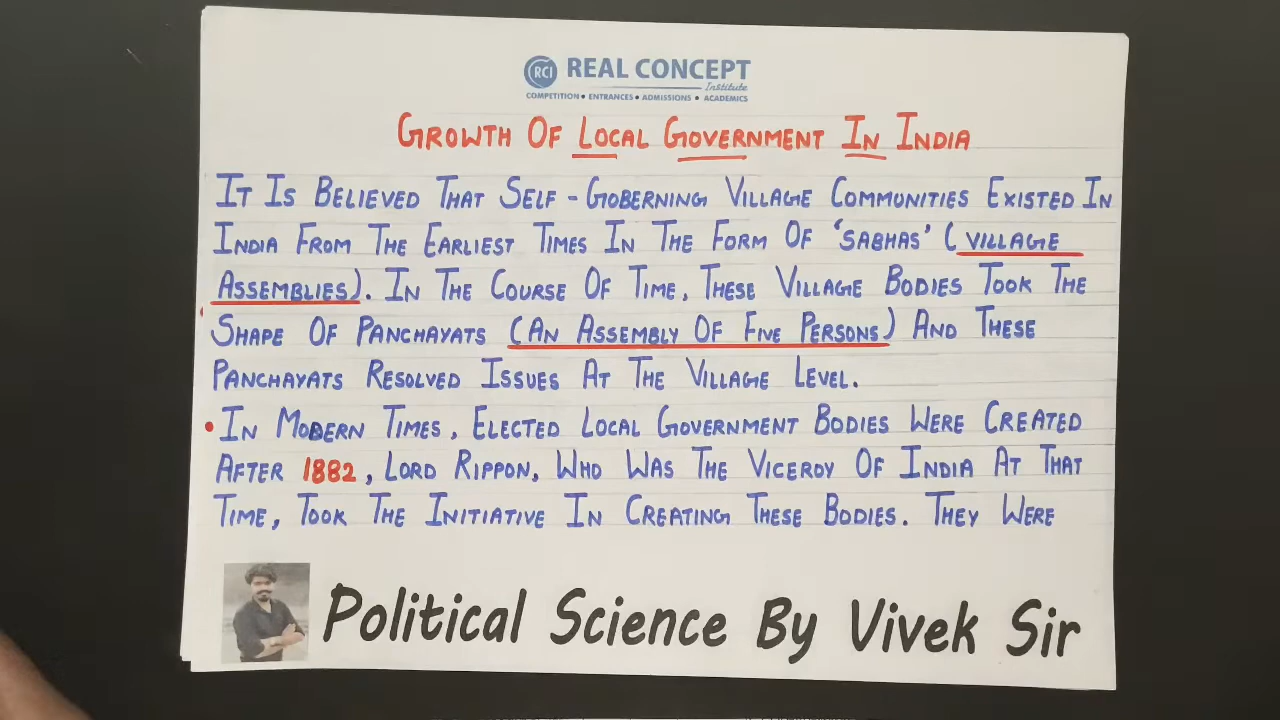 RCI REAL CONCEPT
Institute
COMPETITION • ENTRANCES • ADMISSIONS • ACADEMICS
GROWTH OF LOCAL GOVERNMENT IN INDIA
IT IS BELIEVED THAT SELF-GOBERNING VILLAGE COMMUNITIES EXISTED IN
INDIA FROM THE EARLIEST TIMES IN THE FORM OF 'SABHAS' (VILLAGE
ASSEMBLIES). IN THE COURSE OF TIME, THESE VILLAGE BODIES TOOK THE
SHAPE OF PANCHAYATS (AN ASSEMBLY OF FIVE PERSONS) AND THESE
PANCHAYATS RESOLVED ISSUES AT THE VILLAGE LEVEL.
• IN MODERN TIMES, ELECTED LOCAL GOVERNMENT BODIES WERE CREATED
AFTER 1882, LORD RIPPON, WHO WAS THE VICEROY OF INDIA AT THAT
TIME, TOOK THE INITIATIVE IN CREATING THESE BODIES. THEY WERE
Political Science By Vivek Sir